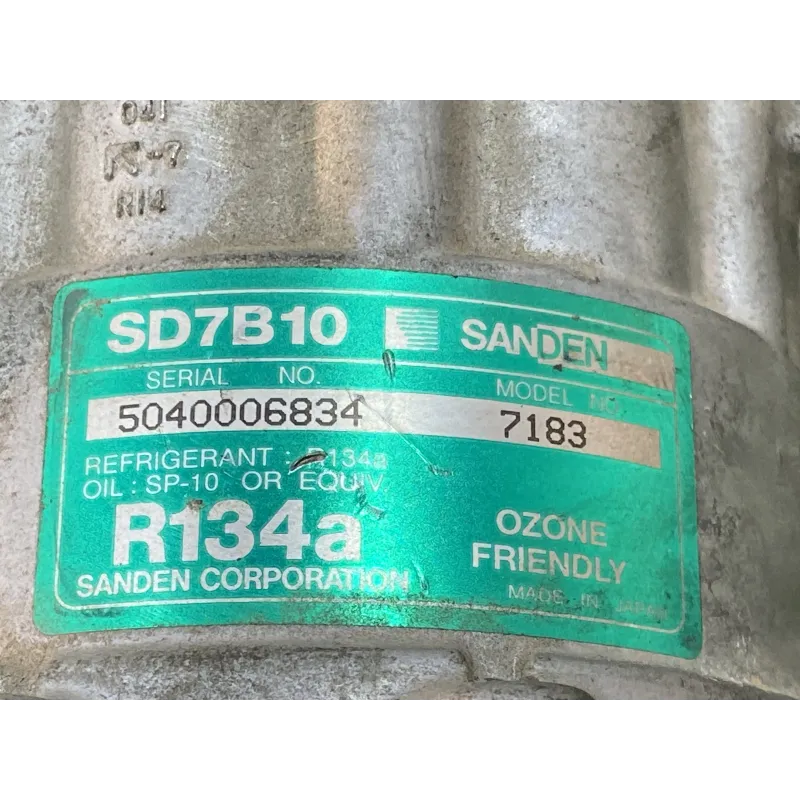 041
K-7
R14
SD7B10 SANDEN
SERIAL NO. MODEL NO.
5040006834 7183
REFRIGERANT : R134a
OIL : SP-10 OR EQUIV
R134a
OZONE
FRIENDLY
SANDEN CORPORATION
MADE IN JAPAN